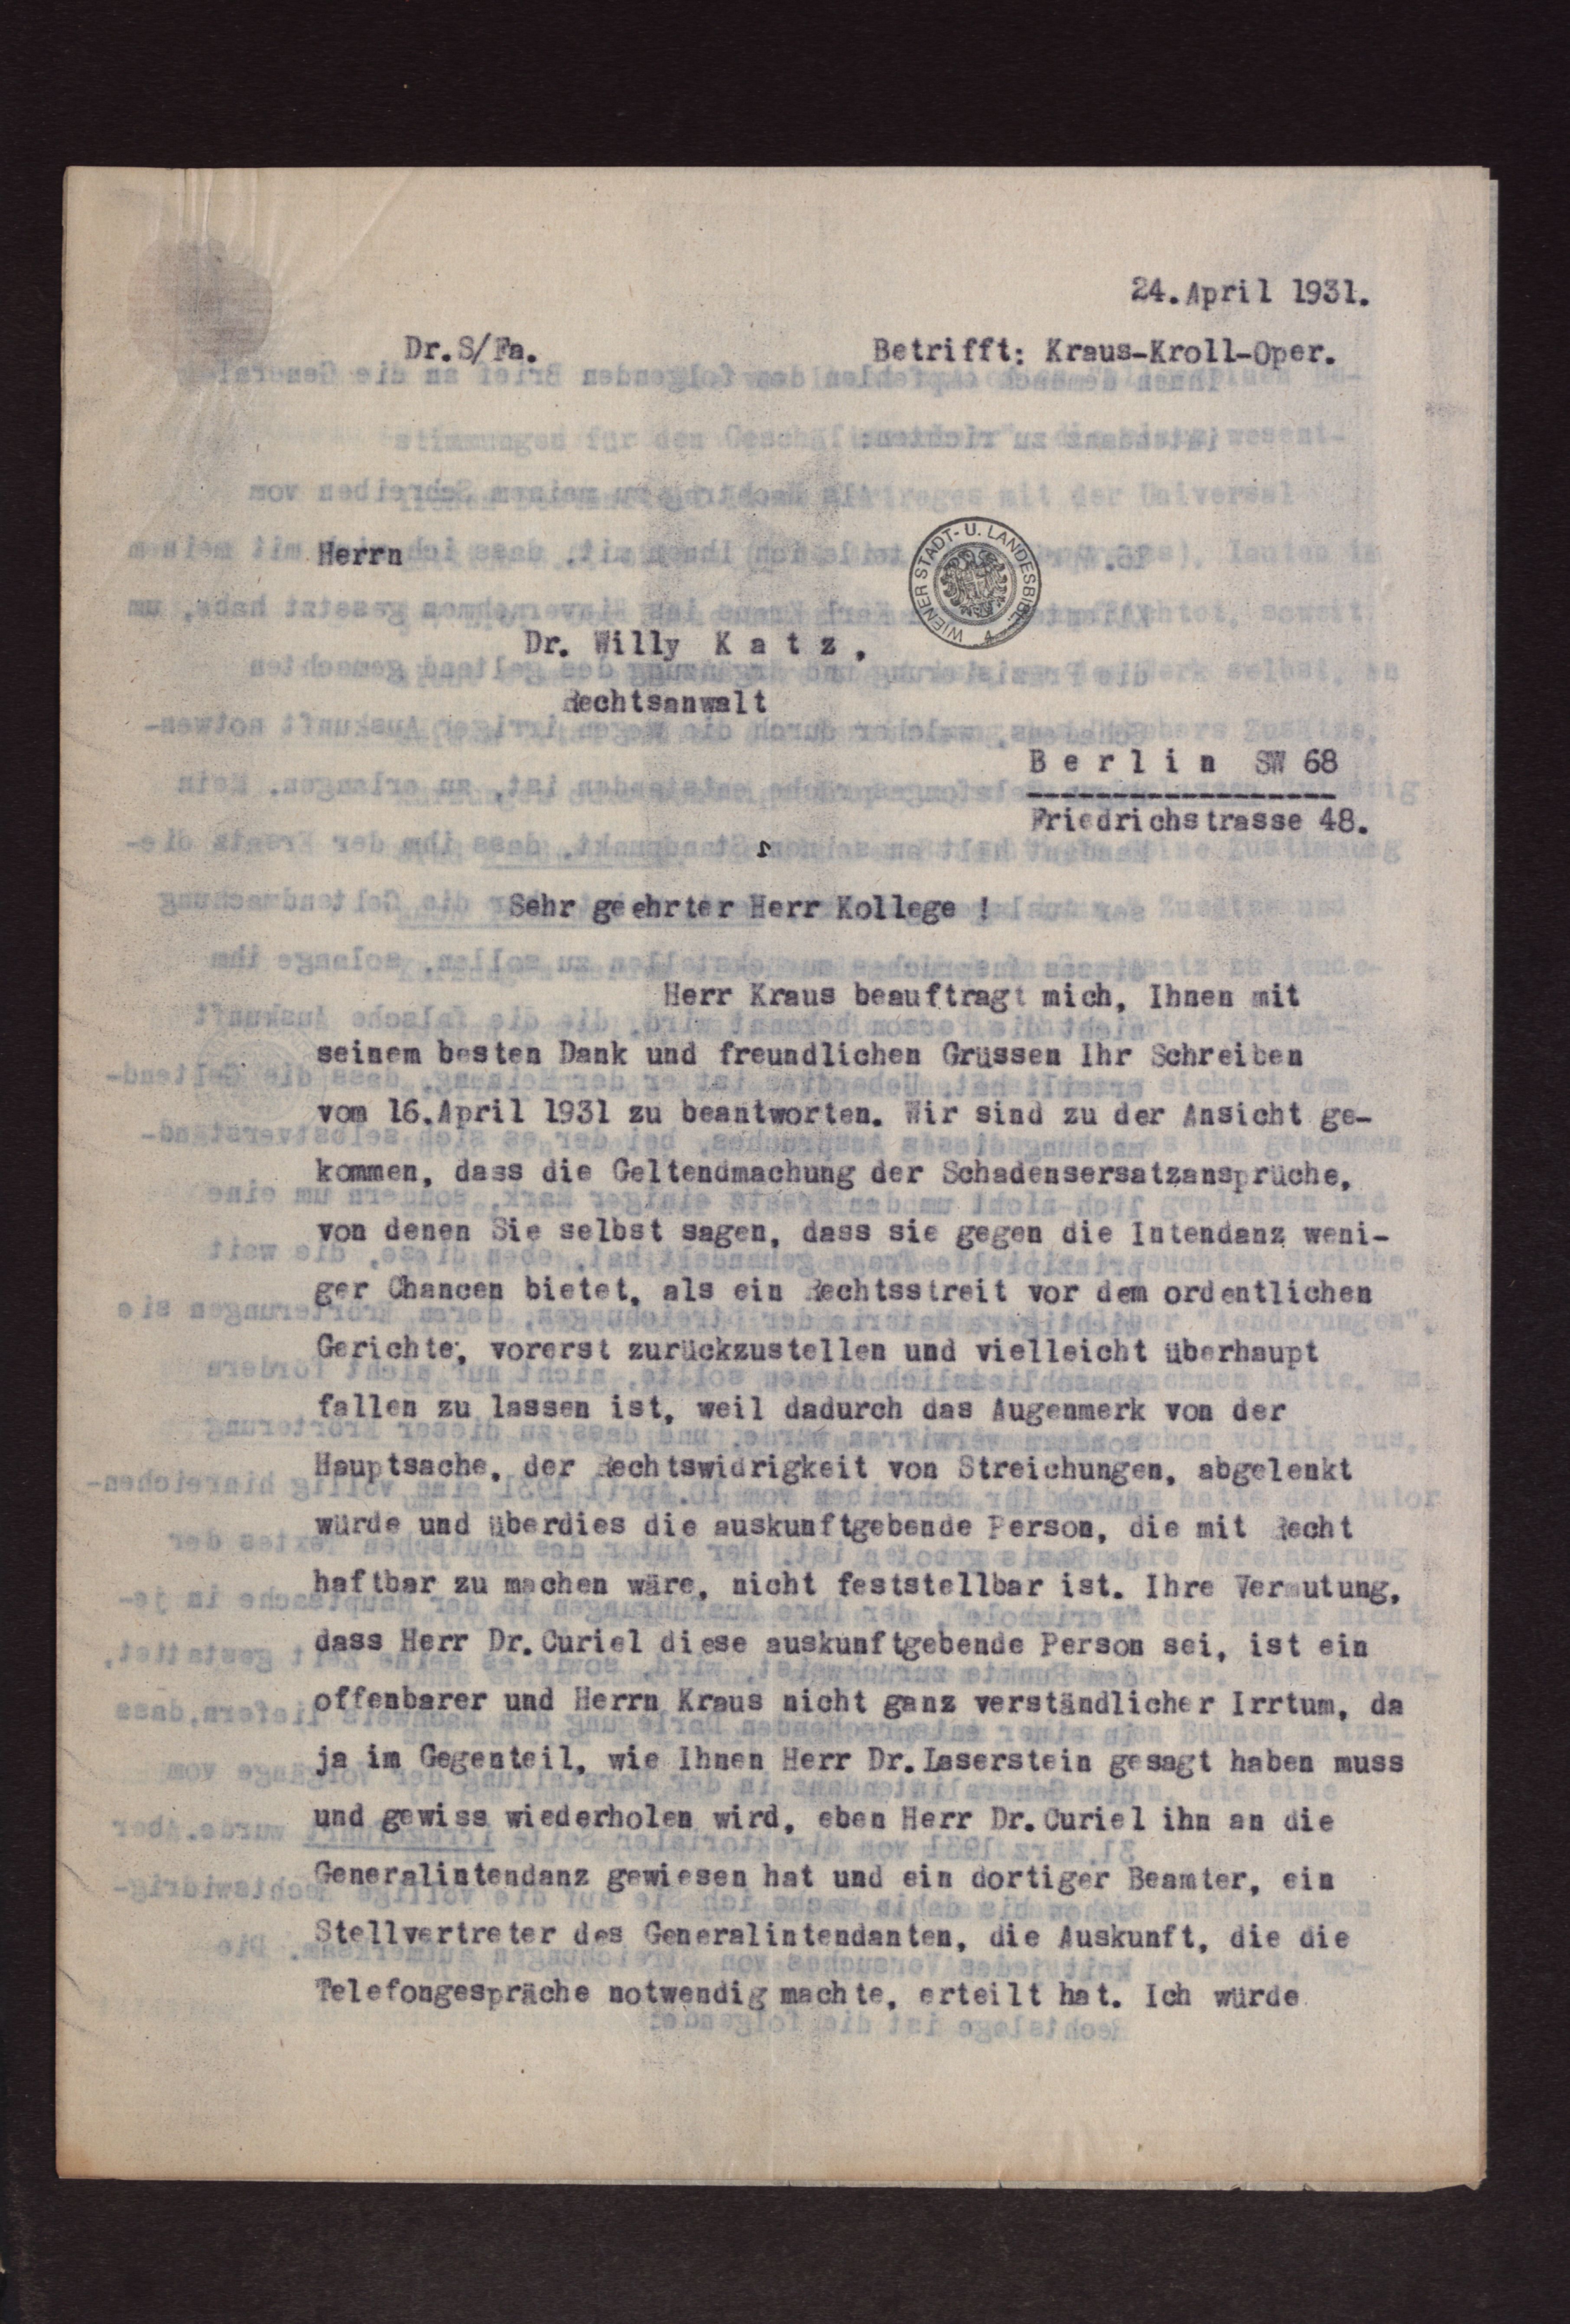 24.April 1931.
Dr.S/Fa. Betrifft: Kraus-Kroll-Oper.
Herrn
WIENER STADT- U. LANDESBIBL.
Dr. Willy K a t z ,
Rechtsanwalt
B e r l i n SW 68
Friedrichstrasse 48.
Sehr geehrter Herr Kollege !
Herr Kraus beauftragt mich, Ihnen mit
seinem besten Dank und freundlichen Grüssen Ihr Schreiben
vom 16.April 1931 zu beantworten. Wir sind zu der Ansicht ge-
kommen, dass die Geltendmachung der Schadensersatzansprüche,
von denen Sie selbst sagen, dass sie gegen die Intendanz weni-
ger Chancen bietet, als ein Rechtsstreit vor dem ordentlichen
Gerichte, vorerst zurückzustellen und vielleicht überhaupt
fallen zu lassen ist, weil dadurch das Augenmerk von der
Hauptsache, der Rechtswidrigkeit von Streichungen, abgelenkt
würde und überdies die auskunftgebende Person, die mit Recht
haftbar zu machen wäre, nicht feststellbar ist. Ihre Vermutung,
dass Herr Dr.Curiel diese auskunftgebende Person sei, ist ein
offenbarer und Herrn Kraus nicht ganz verständlicher Irrtum, da
ja im Gegenteil, wie Ihnen Herr Dr.Laserstein gesagt haben muss
und gewiss wiederholen wird, eben Herr Dr.Curiel ihn an die
Generalintendanz gewiesen hat und ein dortiger Beamter, ein
Stellvertreter des Generalintendanten, die Auskunft, die die
Telefongespräche notwendig machte, erteilt hat. Ich würde